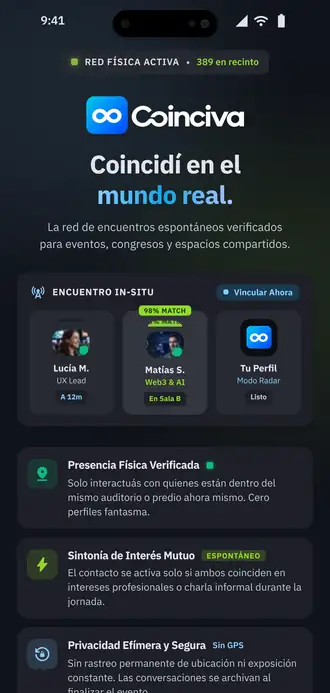 9:41
RED FÍSICA ACTIVA • 389 en recinto
Coinciva
Coincidí en el
mundo real.
La red de encuentros espontáneos verificados
para eventos, congresos y espacios compartidos.
ENCUENTRO IN-SITU
Vincular Ahora
98% MATCH
Lucía M.
UX Lead
A 12m
Matías S.
Web3 & AI
En Sala B
Tu Perfil
Modo Radar
Listo
Presencia Física Verificada
Solo interactuás con quienes están dentro del
mismo auditorio o predio ahora mismo. Cero
perfiles fantasma.
Sintonía de Interés Mutuo ESPONTÁNEO
El contacto se activa solo si ambos coinciden en
intereses profesionales o charla informal durante la
jornada.
Privacidad Efímera y Segura Sin GPS
Sin rastreo permanente de ubicación ni exposición
constante. Las conversaciones se archivan al
finalizar el evento.